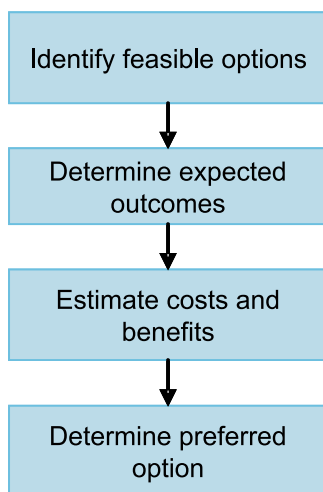 Identify feasible options
Determine expected
outcomes
Estimate costs and
benefits
Determine preferred
option